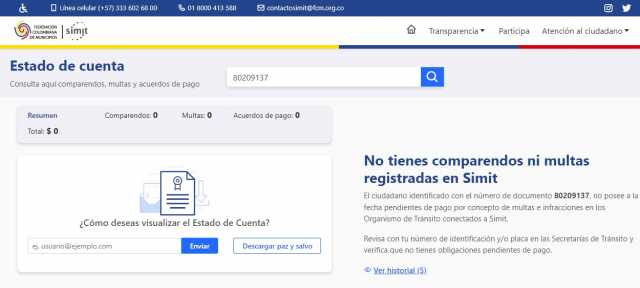 Línea celular (+57) 333 602 68 00
01 8000 413 588
contactosimit@fcm.org.co
FEDERACIÓN COLOMBIANA DE MUNICIPIOS
simit
Transparencia
Participa
Atención al ciudadano
Estado de cuenta
Consulta aquí comparendos, multas y acuerdos de pago
80209137
Resumen
Comparendos: 0
Multas: 0
Acuerdos de pago: 0
Total: $ 0
No tienes comparendos ni multas
registradas en Simit
El ciudadano identificado con el número de documento 80209137, no posee a la
fecha pendientes de pago por concepto de multas e infracciones en los
Organismo de Tránsito conectados a Simit.
Revisa con tu número de identificación y/o placa en las Secretarías de Tránsito y
verifica que no tienes obligaciones pendientes de pago.
Ver historial (5)
¿Cómo deseas visualizar el Estado de Cuenta?
ej. usuario@ejemplo.com
Enviar
Descargar paz y salvo